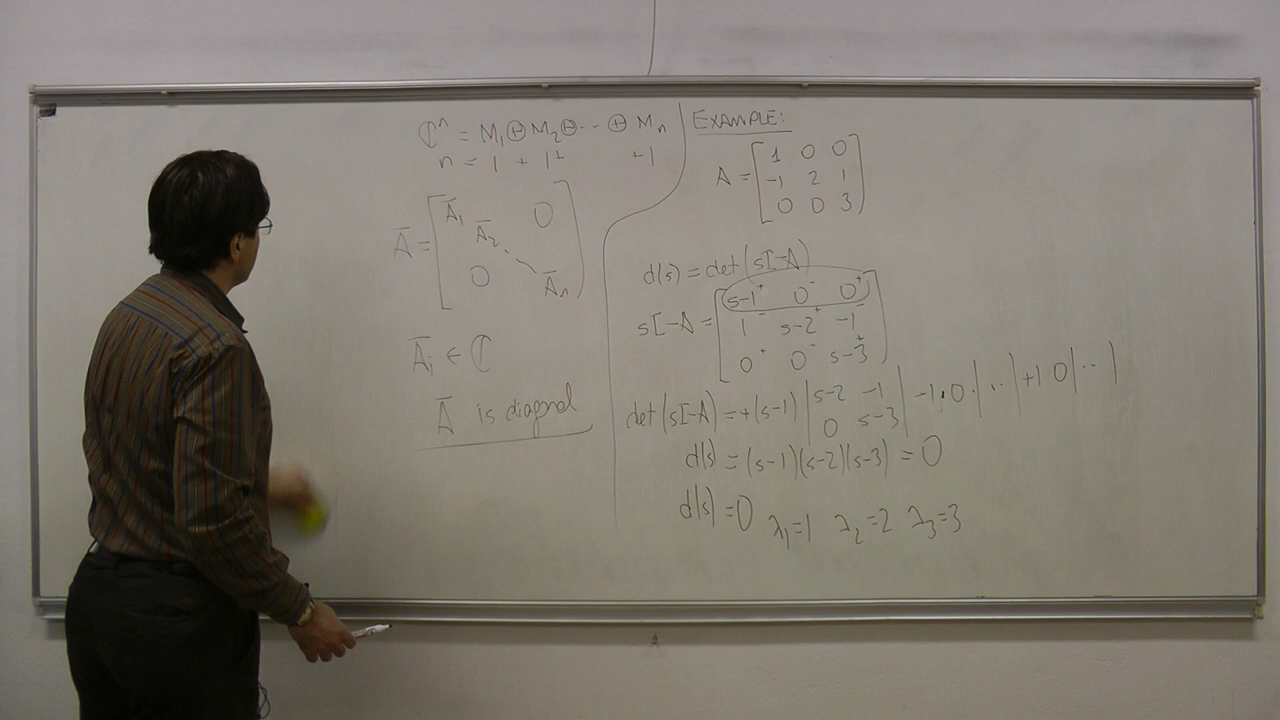 ℂⁿ = M₁ ⊕ M₂ ⊕ ··· ⊕ Mₙ
n = 1 + 1 + +1
Ā = [ Ā₁ 0
Ā₂ ⋱
0 Āₙ ]
Āᵢ ∈ ℂ
Ā is diagnal
EXAMPLE:
A = [ 1 0 0
-1 2 1
0 0 3 ]
d(s) = det(sI-A)
sI-A = [ s-1⁺ 0⁻ 0⁺
1⁻ s-2⁺ -1⁻
0⁺ 0⁻ s-3⁺ ]
det(sI-A) = +(s-1) | s-2 -1 | -1·0·|··| +1 0|··|
| 0 s-3 |
d(s) = (s-1)(s-2)(s-3) = 0
d(s) = 0 λ₁=1 λ₂=2 λ₃=3